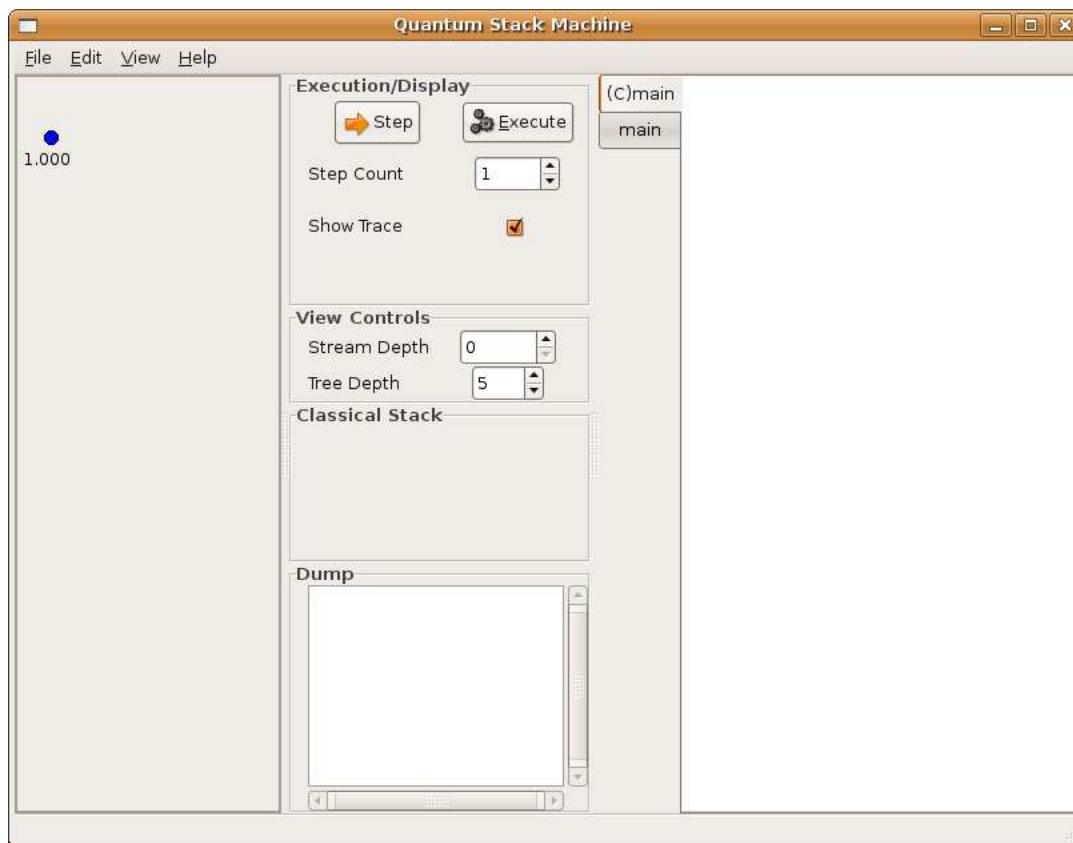 Quantum Stack Machine
File Edit View Help
1.000
Execution/Display
Step Execute
Step Count 1
Show Trace
View Controls
Stream Depth 0
Tree Depth 5
Classical Stack
Dump
(C)main
main